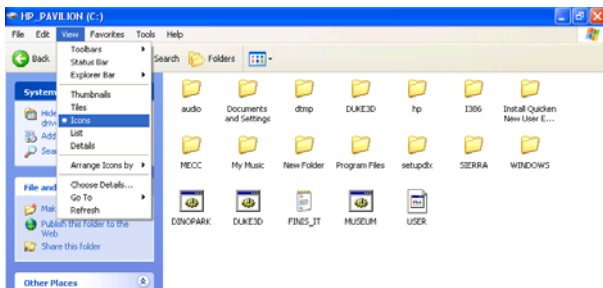 HP_PAVILION (C:)
File Edit View Favorites Tools Help
Back
Search
Folders
Toolbars
Status Bar
Explorer Bar
Thumbnails
Tiles
Icons
List
Details
Arrange Icons by
Choose Details...
Go To
Refresh
System
Hide
Add
File and
Publish this folder to the
Web
Share this folder
Other Places
audio
Documents
and Settings
dtmp
DUKE3D
hp
I386
Install Quicken
New User E...
MECC
My Music
New Folder
Program Files
setupdlx
SIERRA
WINDOWS
DINOPARK
DUKE3D
FINIS_IT
MUSEUM
USER